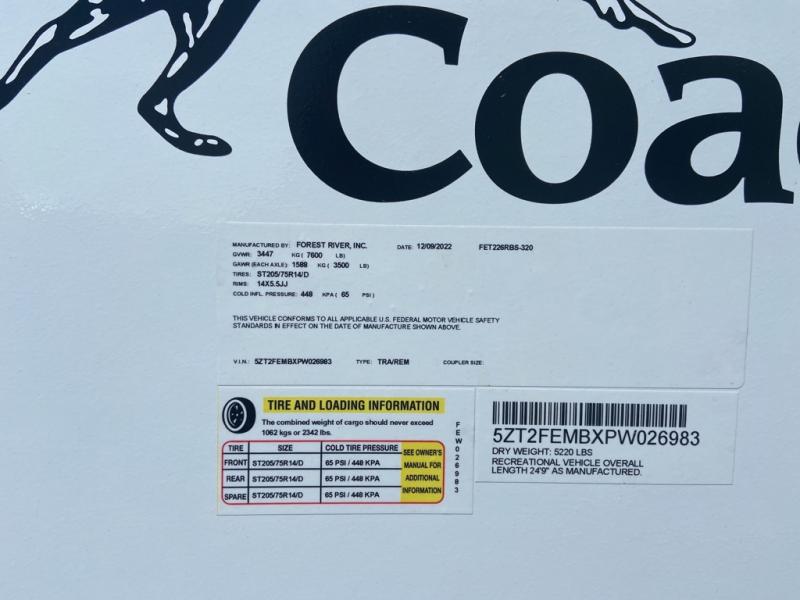 Coa
MANUFACTURED BY: FOREST RIVER, INC. DATE: 12/09/2022 FET226RBS-320
GVWR: 3447 KG ( 7600 LB)
GAWR (EACH AXLE): 1588 KG ( 3500 LB)
TIRES: ST205/75R14/D
RIMS: 14X5.5JJ
COLD INFL. PRESSURE: 448 KPA ( 65 PSI )
THIS VEHICLE CONFORMS TO ALL APPLICABLE U.S. FEDERAL MOTOR VEHICLE SAFETY
STANDARDS IN EFFECT ON THE DATE OF MANUFACTURE SHOWN ABOVE.
V.I.N.: 5ZT2FEMBXPW026983 TYPE: TRA/REM COUPLER SIZE:
TIRE AND LOADING INFORMATION
The combined weight of cargo should never exceed
1062 kgs or 2342 lbs.
TIRE SIZE COLD TIRE PRESSURE SEE OWNER'S
FRONT ST205/75R14/D 65 PSI / 448 KPA MANUAL FOR
REAR ST205/75R14/D 65 PSI / 448 KPA ADDITIONAL
SPARE ST205/75R14/D 65 PSI / 448 KPA INFORMATION
FEW026983
5ZT2FEMBXPW026983
DRY WEIGHT: 5220 LBS
RECREATIONAL VEHICLE OVERALL
LENGTH 24'9" AS MANUFACTURED.